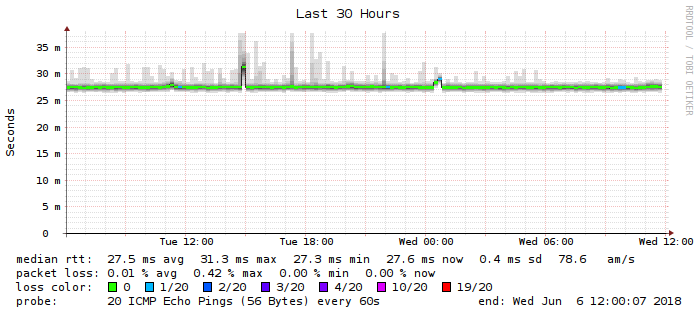 Last 30 Hours
RRDTOOL / TOBI OETIKER
Seconds
35 m
30 m
25 m
20 m
15 m
10 m
5 m
0
Tue 12:00 Tue 18:00 Wed 00:00 Wed 06:00 Wed 12:00
median rtt: 27.5 ms avg 31.3 ms max 27.3 ms min 27.6 ms now 0.4 ms sd 78.6 am/s
packet loss: 0.01 % avg 0.42 % max 0.00 % min 0.00 % now
loss color: 0 1/20 2/20 3/20 4/20 10/20 19/20
probe: 20 ICMP Echo Pings (56 Bytes) every 60s end: Wed Jun 6 12:00:07 2018